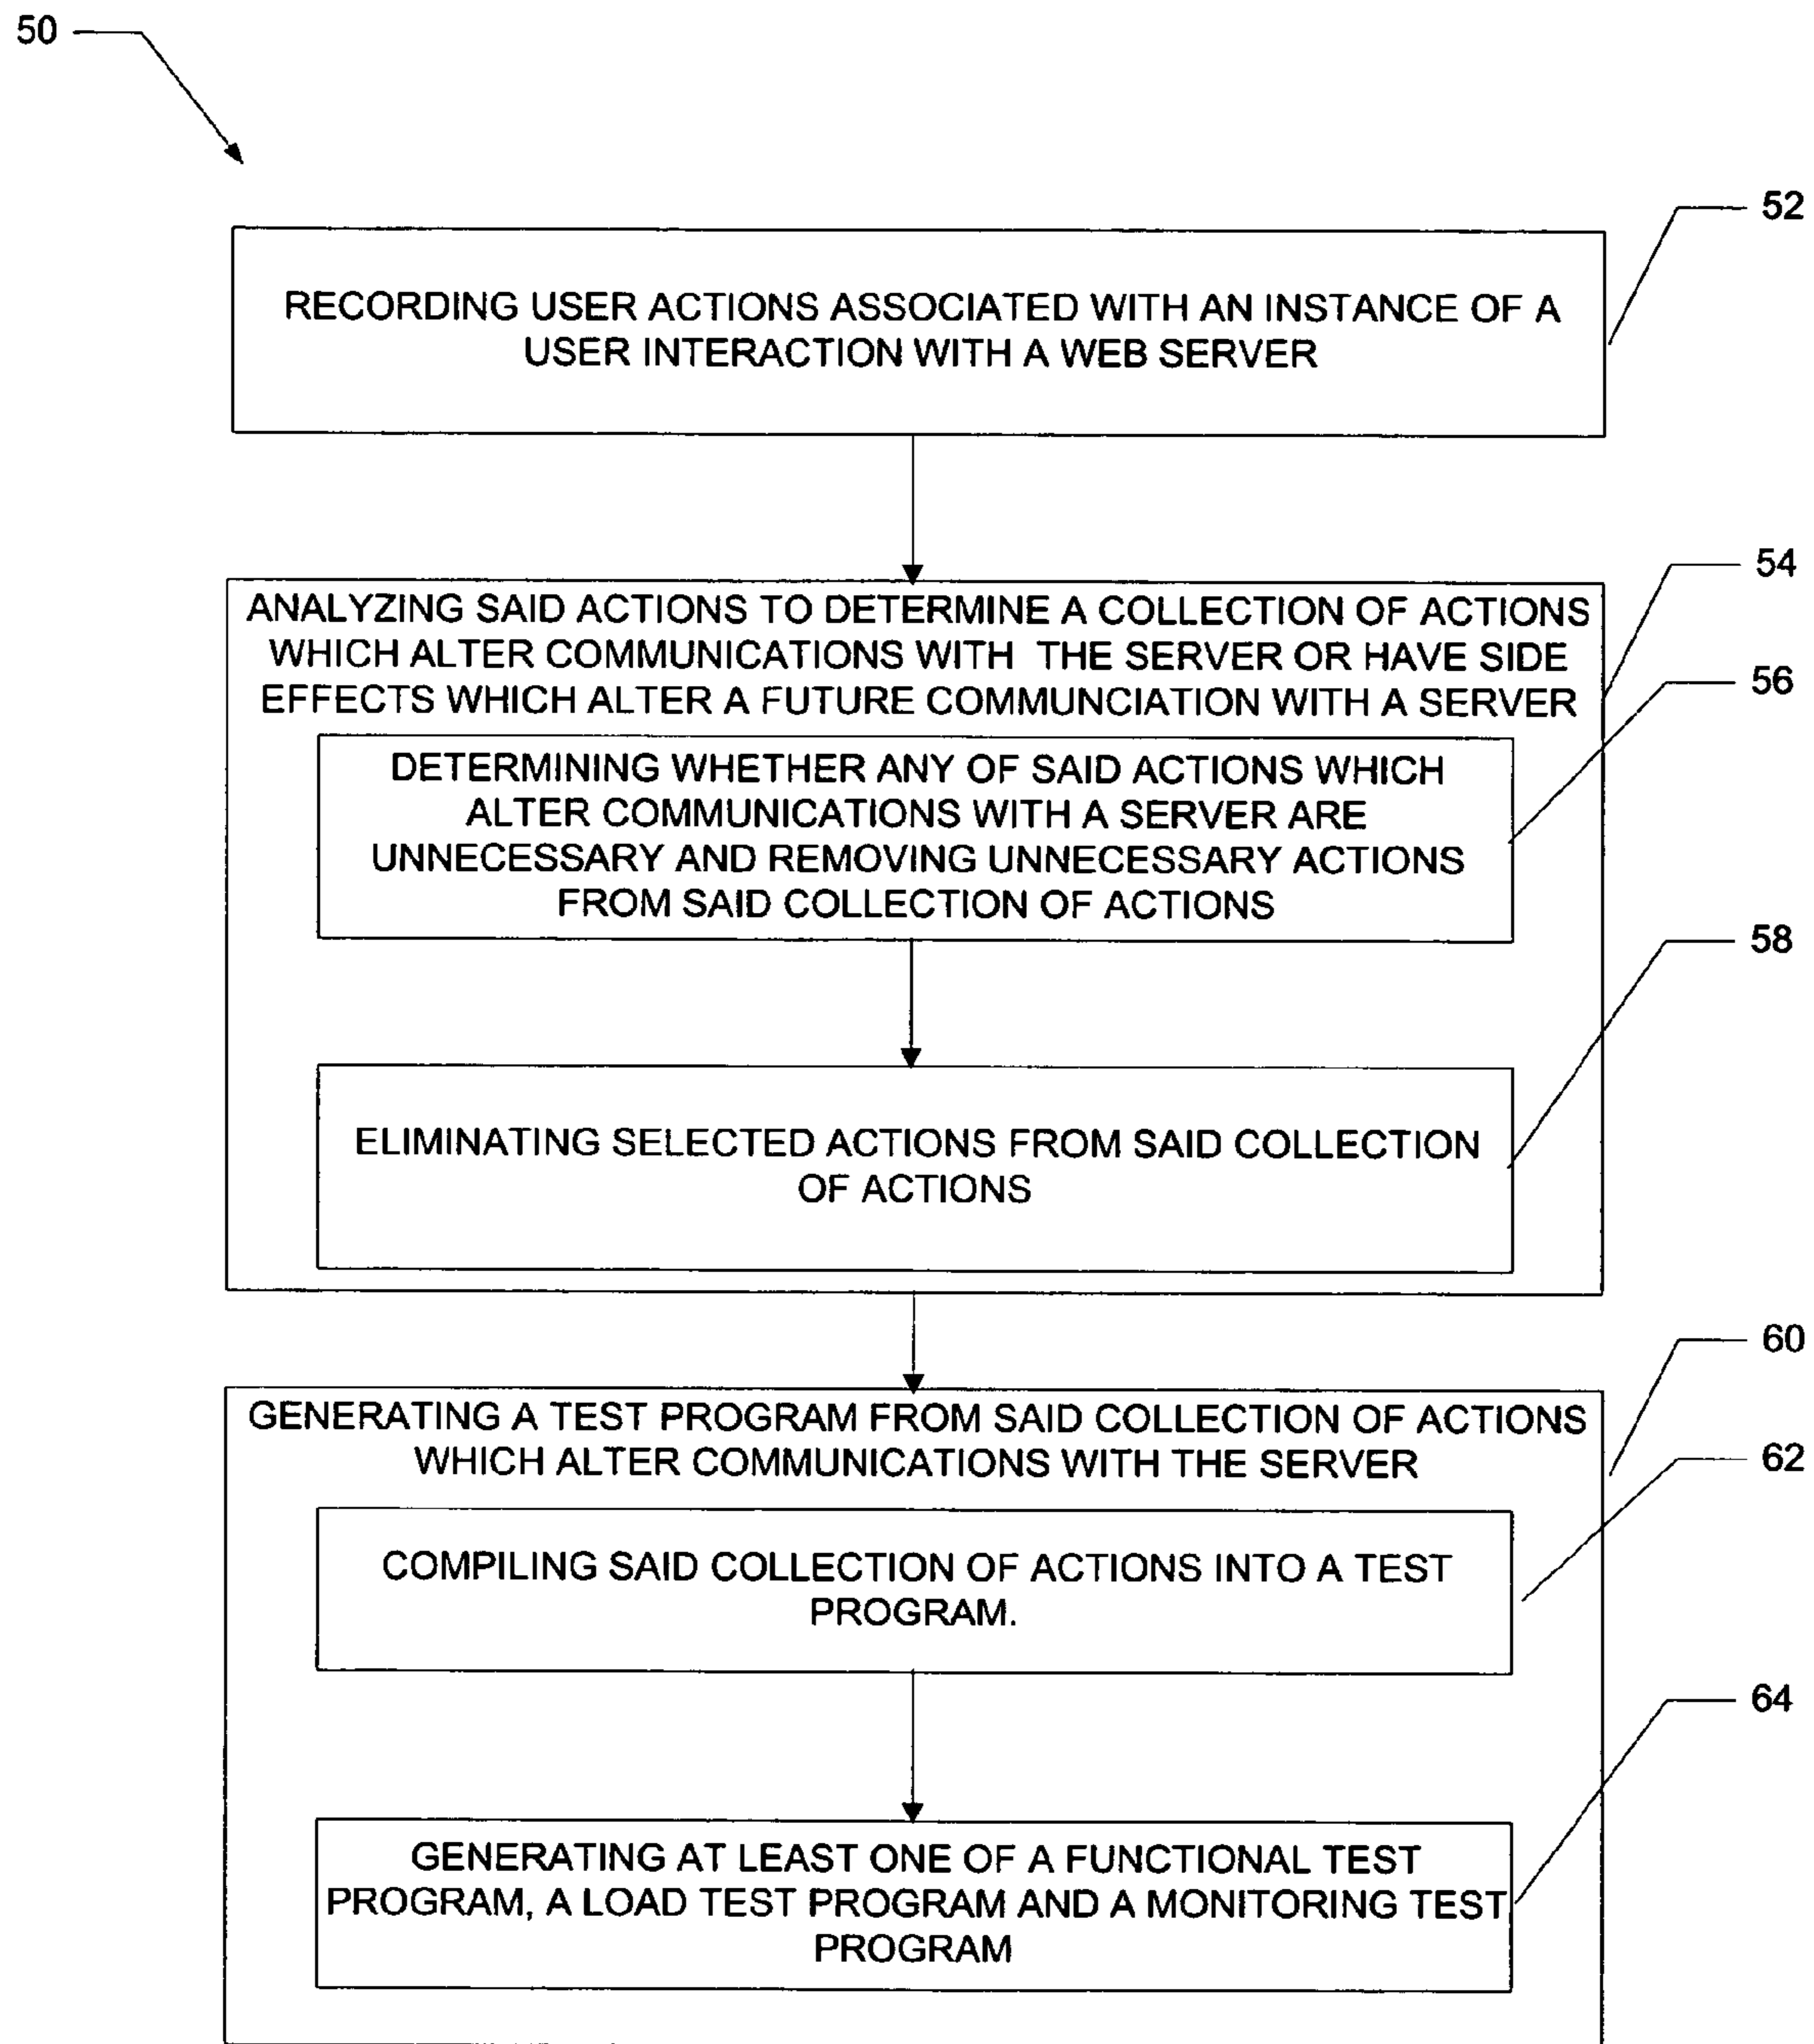 50
52
RECORDING USER ACTIONS ASSOCIATED WITH AN INSTANCE OF A
USER INTERACTION WITH A WEB SERVER
54
ANALYZING SAID ACTIONS TO DETERMINE A COLLECTION OF ACTIONS
WHICH ALTER COMMUNICATIONS WITH THE SERVER OR HAVE SIDE
EFFECTS WHICH ALTER A FUTURE COMMUNCIATION WITH A SERVER
56
DETERMINING WHETHER ANY OF SAID ACTIONS WHICH
ALTER COMMUNICATIONS WITH A SERVER ARE
UNNECESSARY AND REMOVING UNNECESSARY ACTIONS
FROM SAID COLLECTION OF ACTIONS
58
ELIMINATING SELECTED ACTIONS FROM SAID COLLECTION
OF ACTIONS
60
GENERATING A TEST PROGRAM FROM SAID COLLECTION OF ACTIONS
WHICH ALTER COMMUNICATIONS WITH THE SERVER
62
COMPILING SAID COLLECTION OF ACTIONS INTO A TEST
PROGRAM.
64
GENERATING AT LEAST ONE OF A FUNCTIONAL TEST
PROGRAM, A LOAD TEST PROGRAM AND A MONITORING TEST
PROGRAM